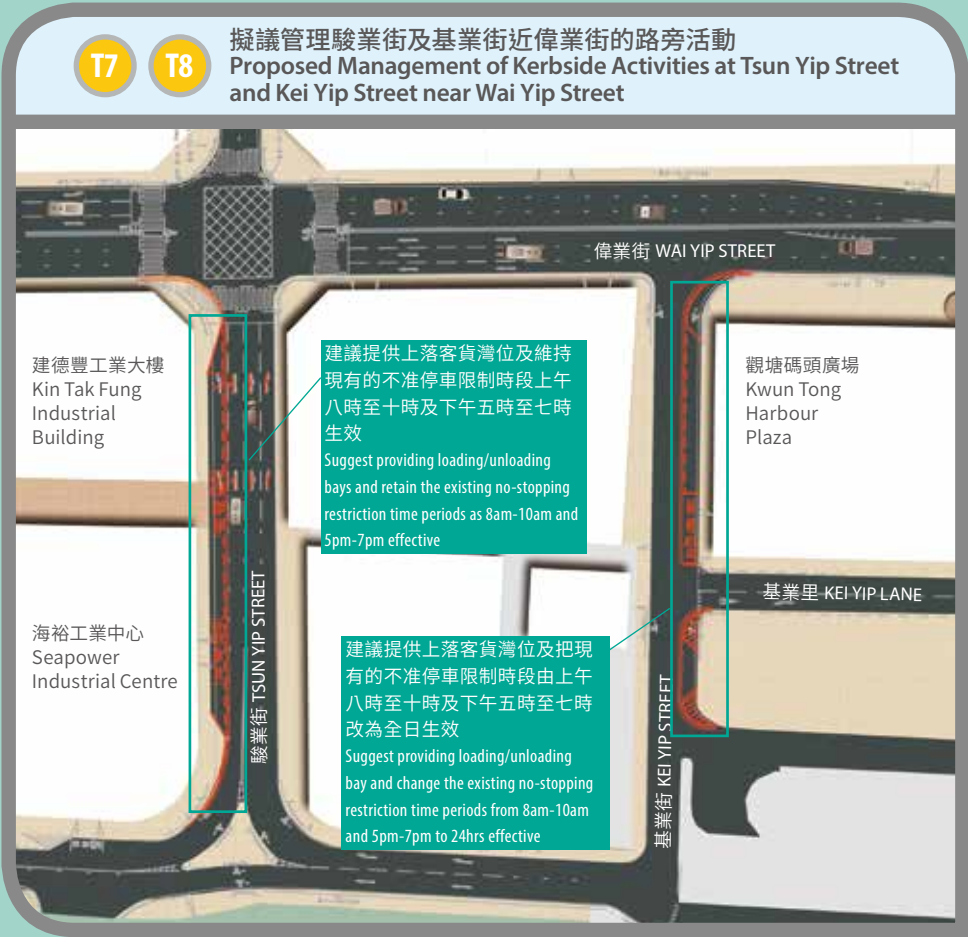 T7
T8
擬議管理駿業街及基業街近偉業街的路旁活動
Proposed Management of Kerbside Activities at Tsun Yip Street
and Kei Yip Street near Wai Yip Street
偉業街 WAI YIP STREET
建德豐工業大樓
Kin Tak Fung
Industrial
Building
建議提供上落客貨灣位及維持
現有的不准停車限制時段上午
八時至十時及下午五時至七時
生效
Suggest providing loading/unloading
bays and retain the existing no-stopping
restriction time periods as 8am-10am and
5pm-7pm effective
觀塘碼頭廣場
Kwun Tong
Harbour
Plaza
基業里 KEI YIP LANE
海裕工業中心
Seapower
Industrial Centre
駿業街 TSUN YIP STREET
建議提供上落客貨灣位及把現
有的不准停車限制時段由上午
八時至十時及下午五時至七時
改為全日生效
Suggest providing loading/unloading
bay and change the existing no-stopping
restriction time periods from 8am-10am
and 5pm-7pm to 24hrs effective
基業街 KEI YIP STREET